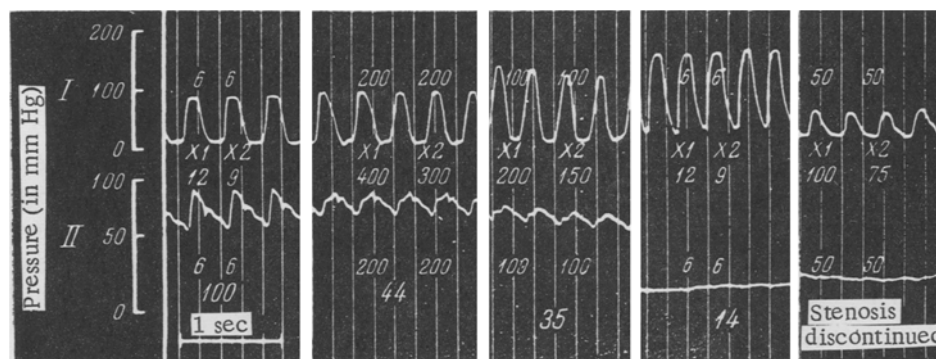 Pressure (in mm Hg)
I
200
100
0
II
100
50
0
6 6
X1 X2
12 9
6 6
100
1 sec
200 200
X1 X2
400 300
200 200
44
100 100
X1 X2
200 150
109 100
35
6 6
X1 X2
12 9
6 6
14
50 50
X1 X2
100 75
50 50
Stenosis
discontinued